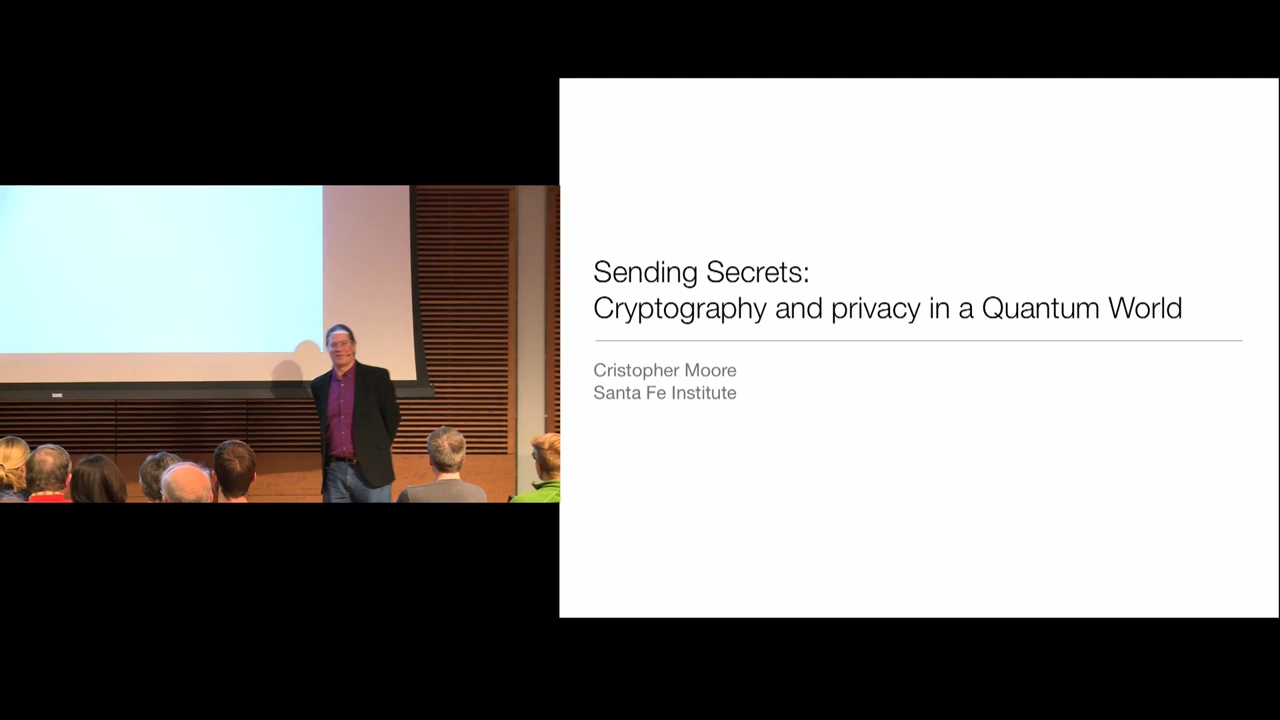 Sending Secrets:
Cryptography and privacy in a Quantum World
Cristopher Moore
Santa Fe Institute